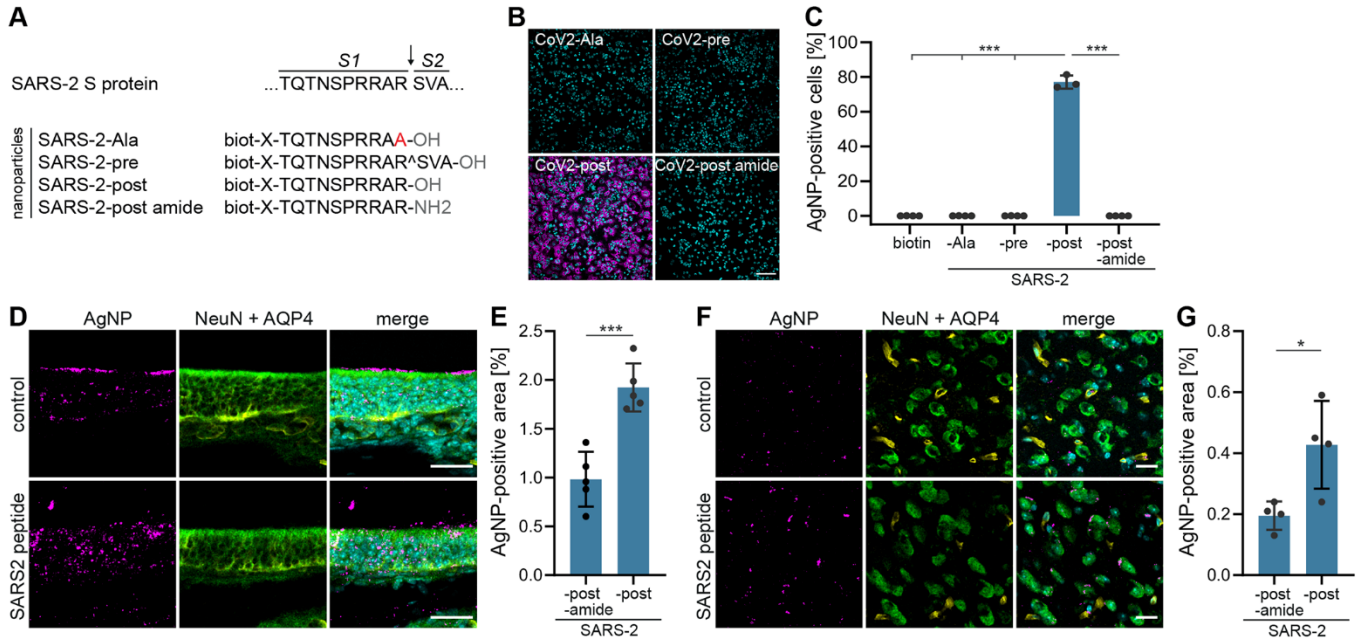 A
S1 ↓ S2
SARS-2 S protein ...TQTNSPRRAR SVA...
nanoparticles
SARS-2-Ala biot-X-TQTNSPRRAA-OH
SARS-2-pre biot-X-TQTNSPRRAR^SVA-OH
SARS-2-post biot-X-TQTNSPRRAR-OH
SARS-2-post amide biot-X-TQTNSPRRAR-NH2
B
CoV2-Ala CoV2-pre
CoV2-post CoV2-post amide
C
AgNP-positive cells [%]
*** ***
100
80
60
40
20
0
biotin -Ala -pre -post -post
-amide
SARS-2
D
AgNP NeuN + AQP4 merge
control
SARS2 peptide
E
AgNP-positive area [%]
***
2.5
2.0
1.5
1.0
0.5
0.0
-post -post
-amide
SARS-2
F
AgNP NeuN + AQP4 merge
control
SARS2 peptide
G
AgNP-positive area [%]
*
0.8
0.6
0.4
0.2
0.0
-post -post
-amide
SARS-2